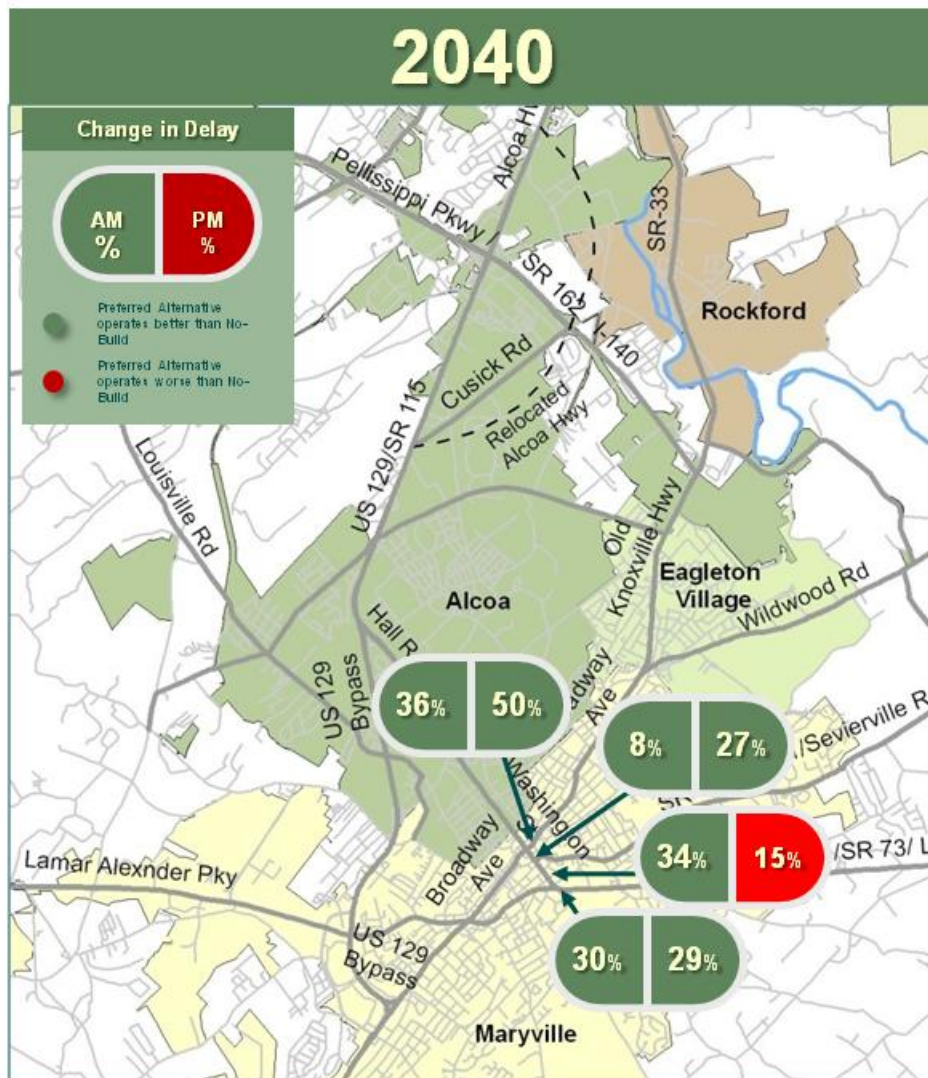 2040
Change in Delay
AM
%
PM
%
Preferred Alternative
operates better than No-
Build
Preferred Alternative
operates worse than No-
Build
Alcoa Hw
Pellissippi Pkwy
SR-33
SR 162 / I-140
Rockford
Cusick Rd
US 129/SR 115
Relocated
Alcoa Hwy
Louisville Rd
Old
Knoxville Hwy
Eagleton
Village
Wildwood Rd
Alcoa
Hall R
US 129
Bypass
adway
Ave
36% 50%
8% 27%
/Sevierville R
SR
Washington
34% 15%
/SR 73/ L
Broadway
Ave
Lamar Alexnder Pky
US 129
Bypass
30% 29%
Maryville